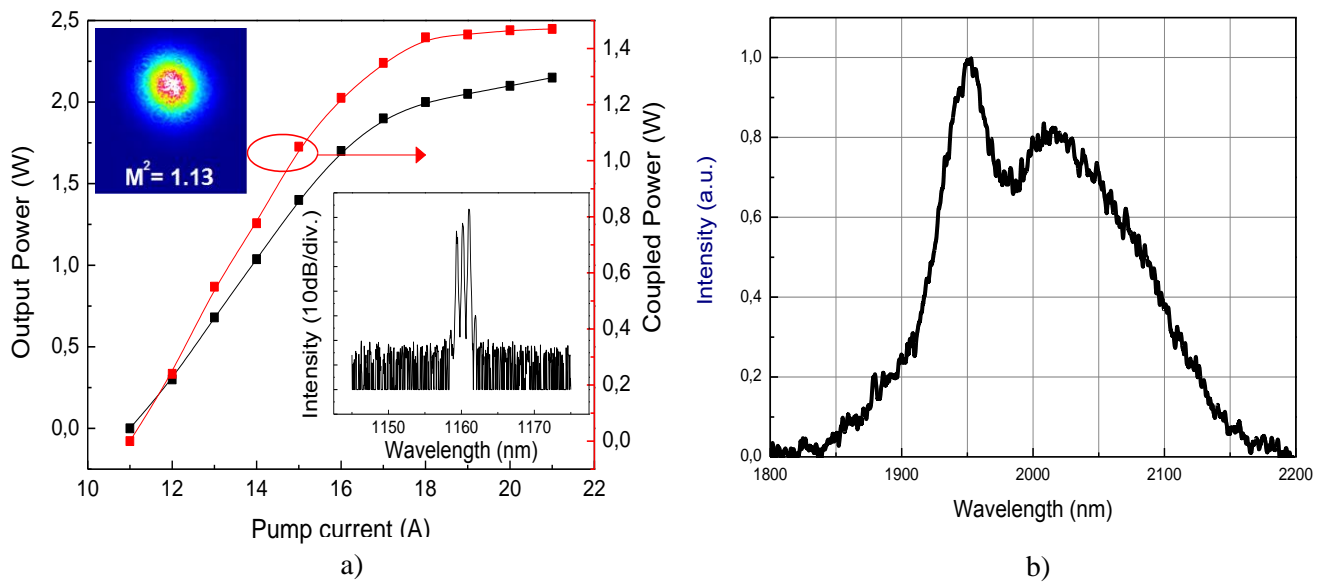 2,5
2,0
1,5
1,0
0,5
0,0
Output Power (W)
M²= 1.13
1,4
1,2
1,0
0,8
0,6
0,4
0,2
0,0
Coupled Power (W)
Intensity (10dB/div.)
1150 1160 1170
Wavelength (nm)
10 12 14 16 18 20 22
Pump current (A)
a)
1,0
0,8
0,6
0,4
0,2
0,0
Intensity (a.u.)
1800 1900 2000 2100 2200
Wavelength (nm)
b)